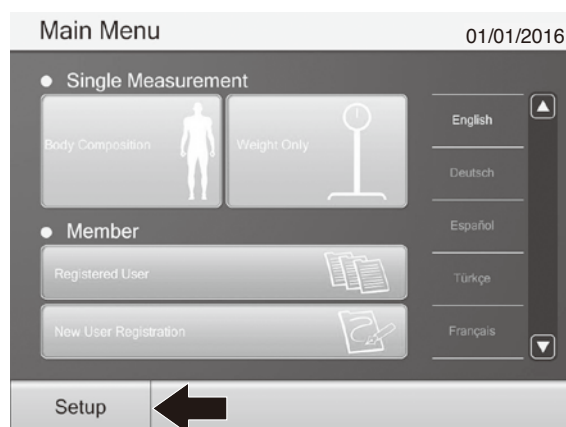 Main Menu
01/01/2016
Single Measurement
Body Composition
Weight Only
Member
Registered User
New User Registration
English
Deutsch
Español
Türkçe
Français
Setup